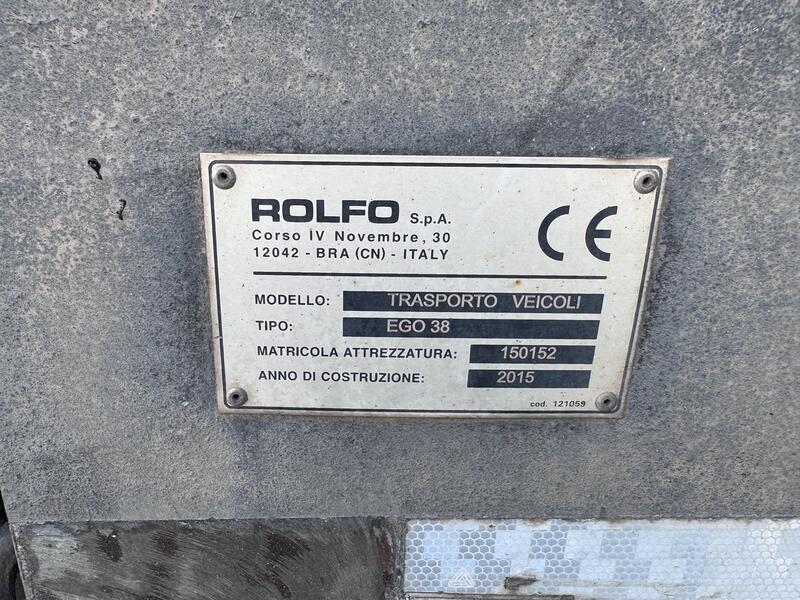 ROLFO S.p.A.
Corso IV Novembre, 30
12042 - BRA (CN) - ITALY
CE
MODELLO: TRASPORTO VEICOLI
TIPO: EGO 38
MATRICOLA ATTREZZATURA: 150152
ANNO DI COSTRUZIONE: 2015
cod. 121059